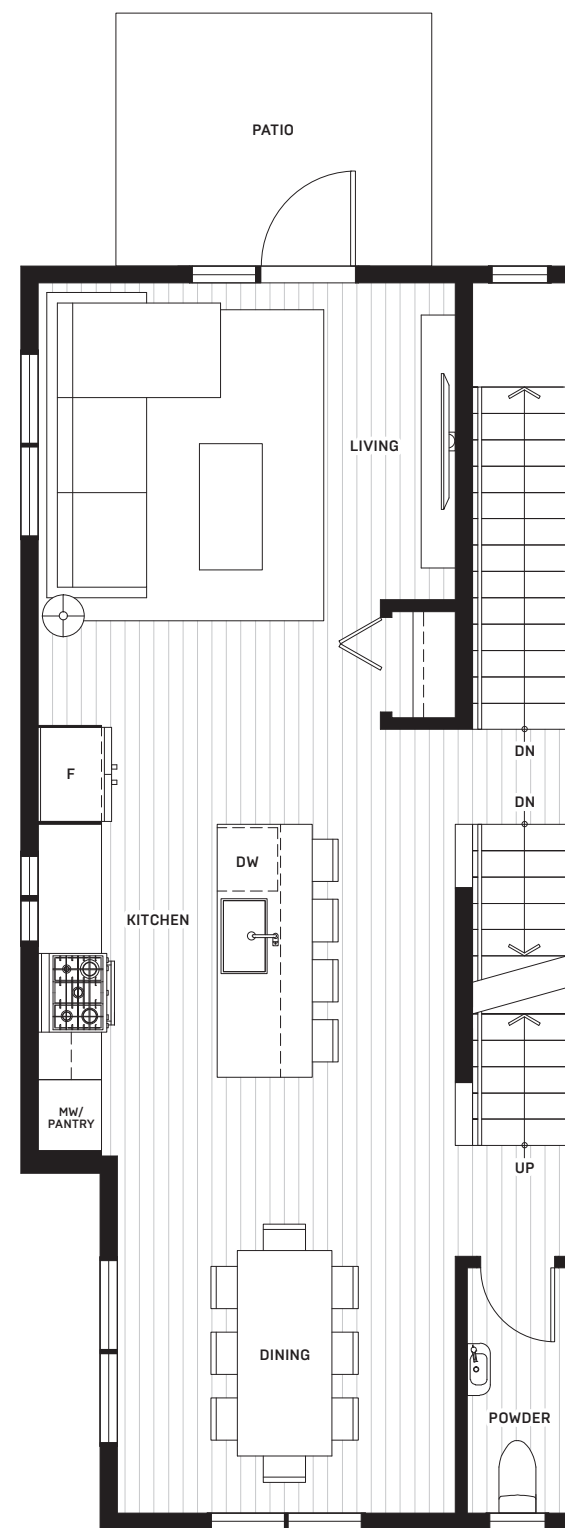 PATIO
LIVING
DN
F
DN
DW
KITCHEN
MW/
PANTRY
UP
DINING
POWDER